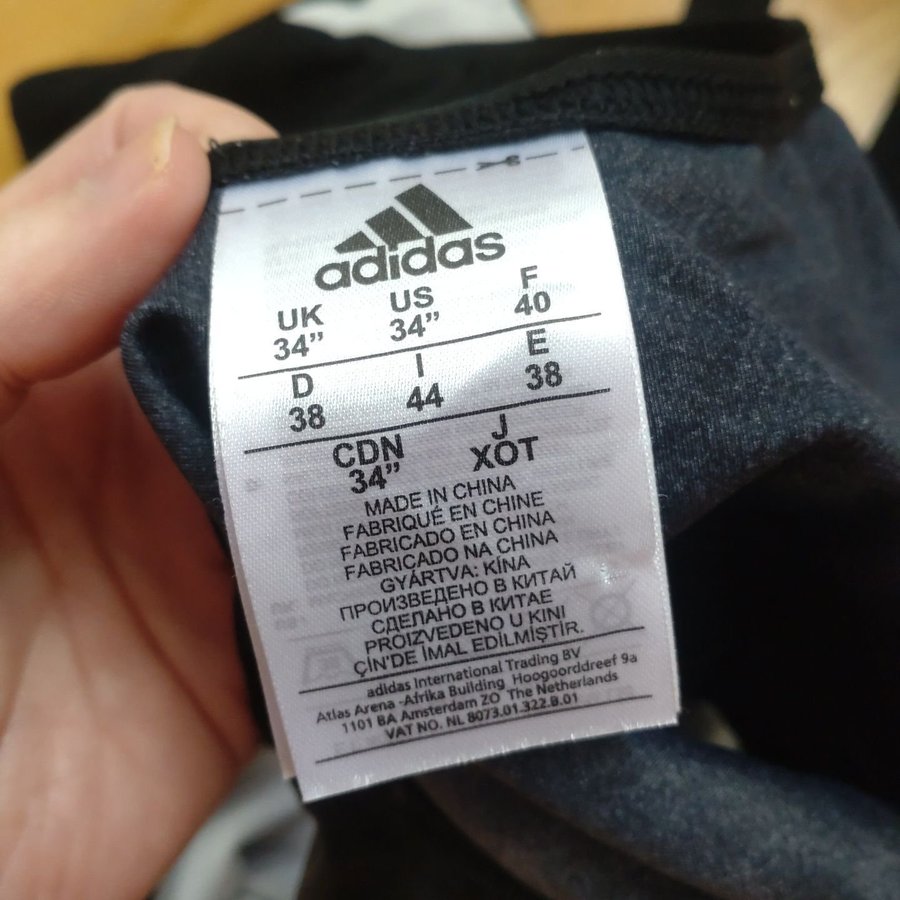 adidas
UK US F
34” 34” 40
D I E
38 44 38
CDN J
34” XOT
MADE IN CHINA
FABRIQUÉ EN CHINE
FABRICADO EN CHINA
FABRICADO NA CHINA
GYÁRTVA: KÍNA
ПРОИЗВЕДЕНО В КИТАЙ
СДЕЛАНО В КИТАЕ
PROIZVEDENO U KINI
ÇİN'DE İMAL EDİLMİŞTİR.
adidas International Trading BV
Atlas Arena -Afrika Building Hoogoorddreef 9a
1101 BA Amsterdam ZO The Netherlands
VAT NO. NL 8073.01.322.B.01